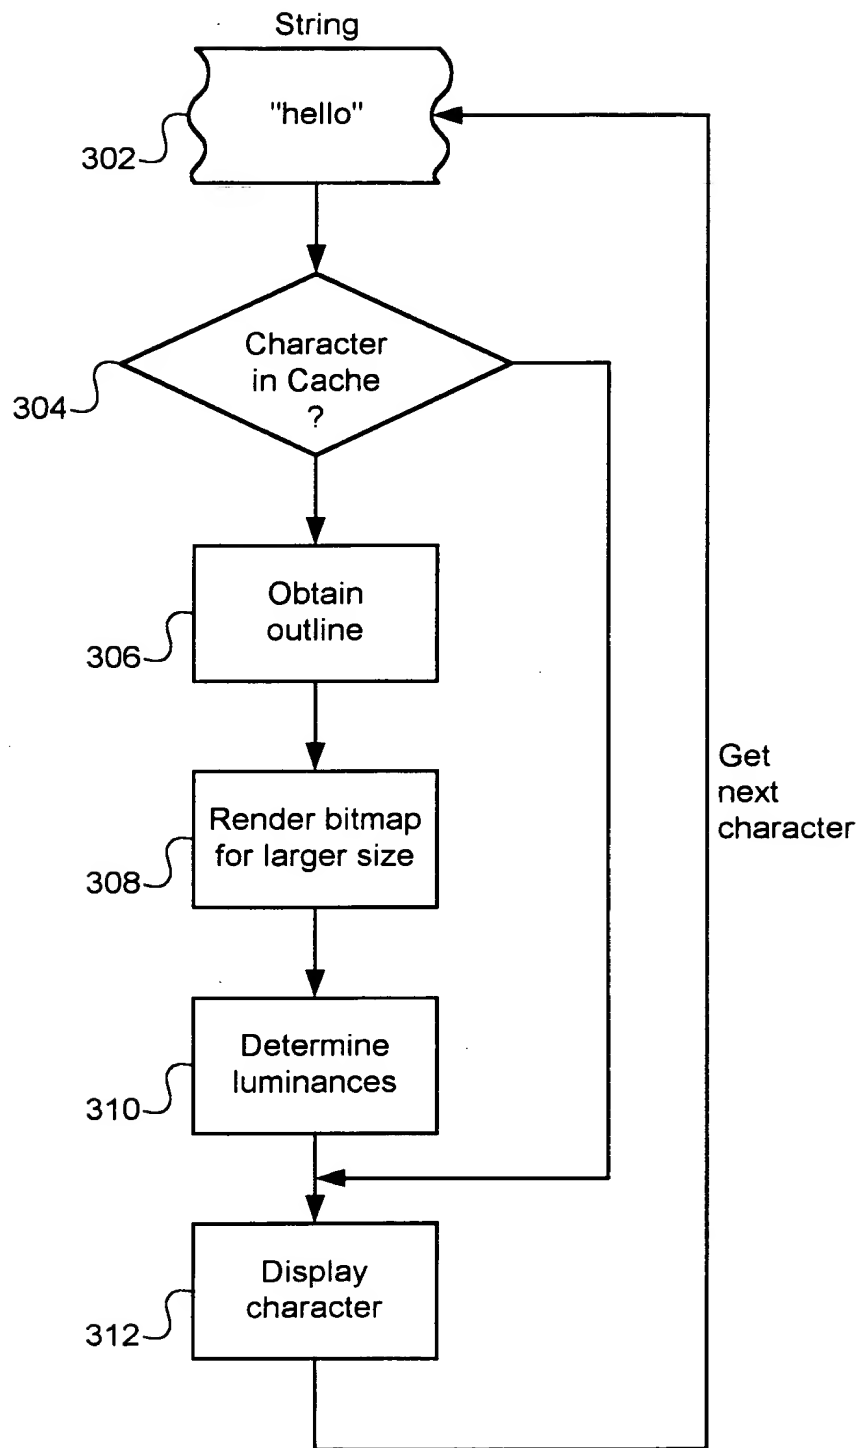 String
"hello"
302
Character
in Cache
?
304
Obtain
outline
306
Render bitmap
for larger size
308
Get
next
character
Determine
luminances
310
Display
character
312